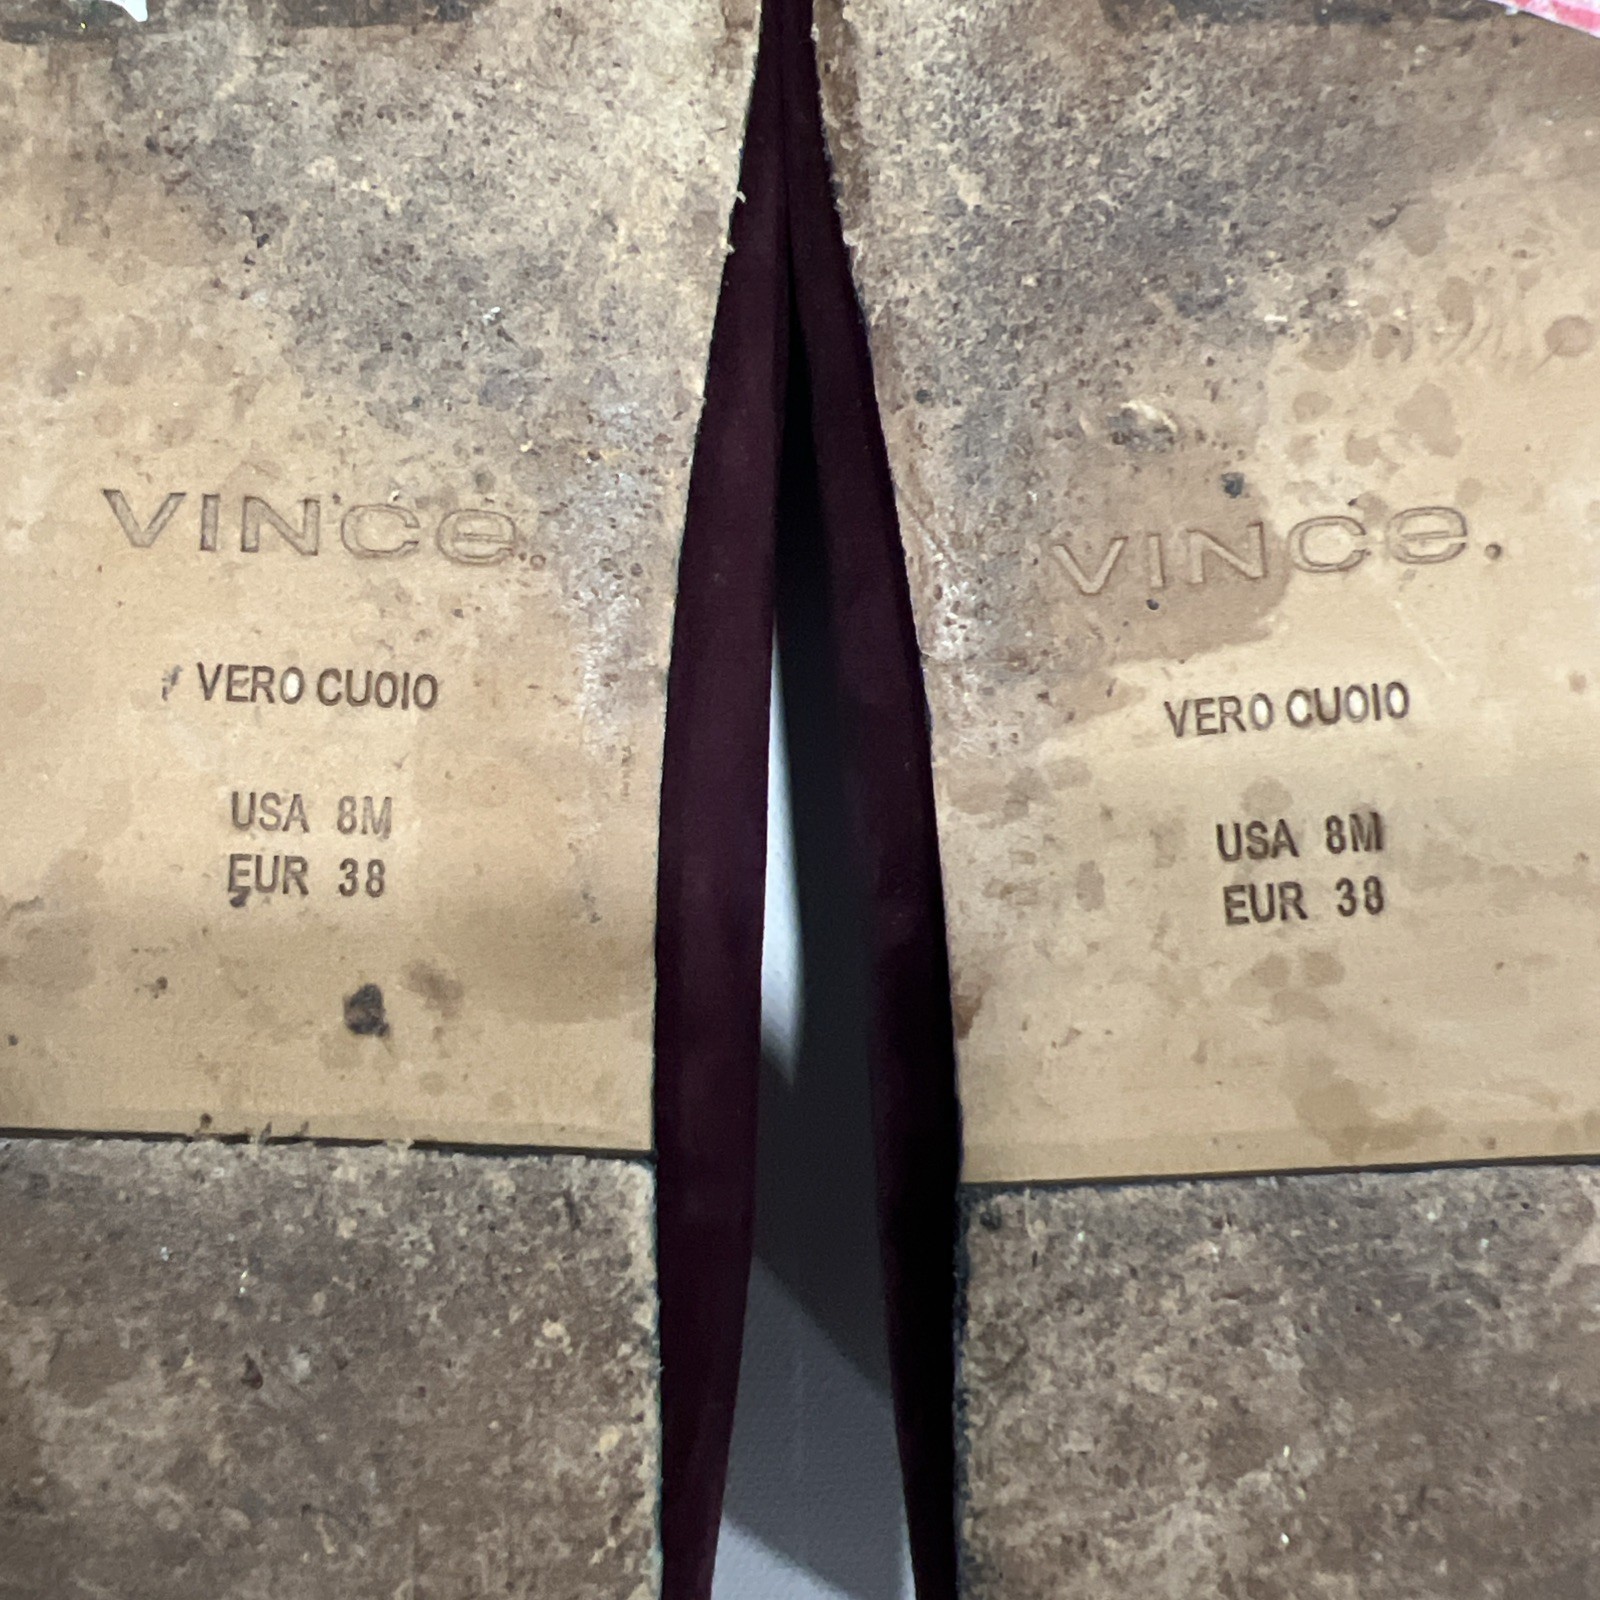 VINCE.
VERO CUOIO
USA 8M
EUR 38
VINCE.
VERO CUOIO
USA 8M
EUR 38